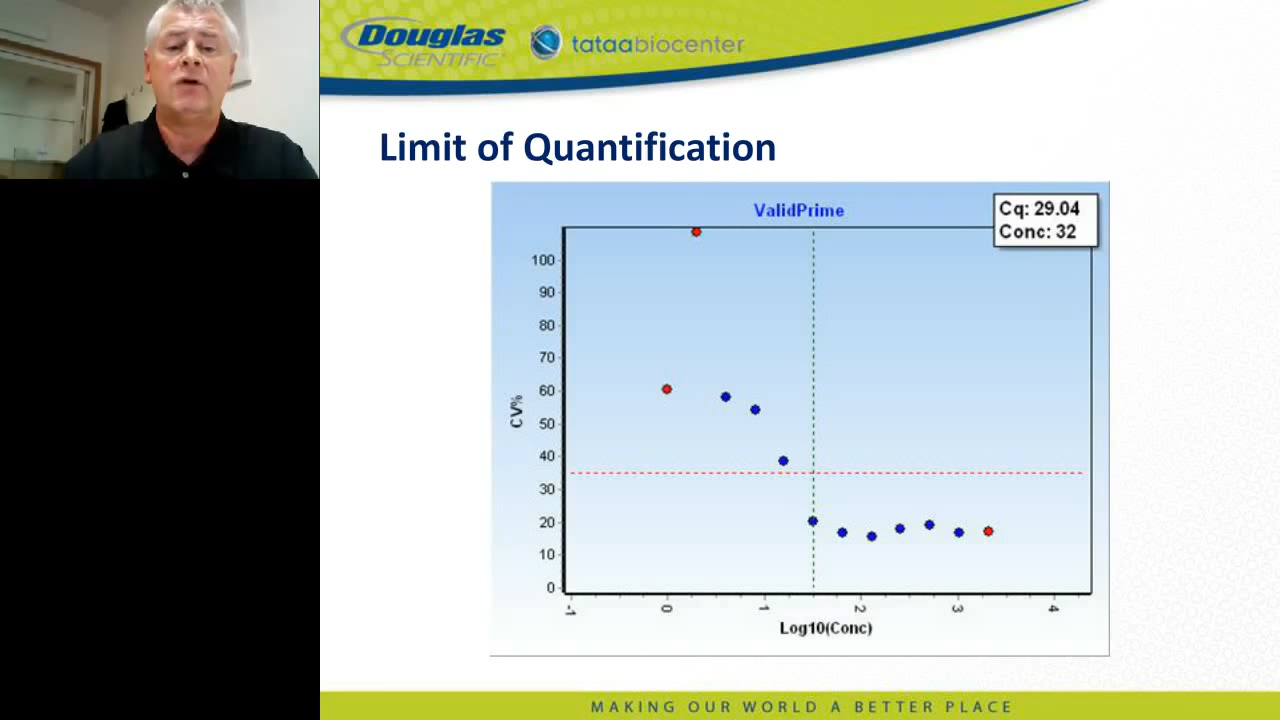 Douglas
SCIENTIFIC
tataabiocenter
Limit of Quantification
ValidPrime
Cq: 29.04
Conc: 32
100
90
80
70
60
50
40
30
20
10
0
CV%
-1
0
1
2
3
4
Log10(Conc)
MAKING OUR WORLD A BETTER PLACE